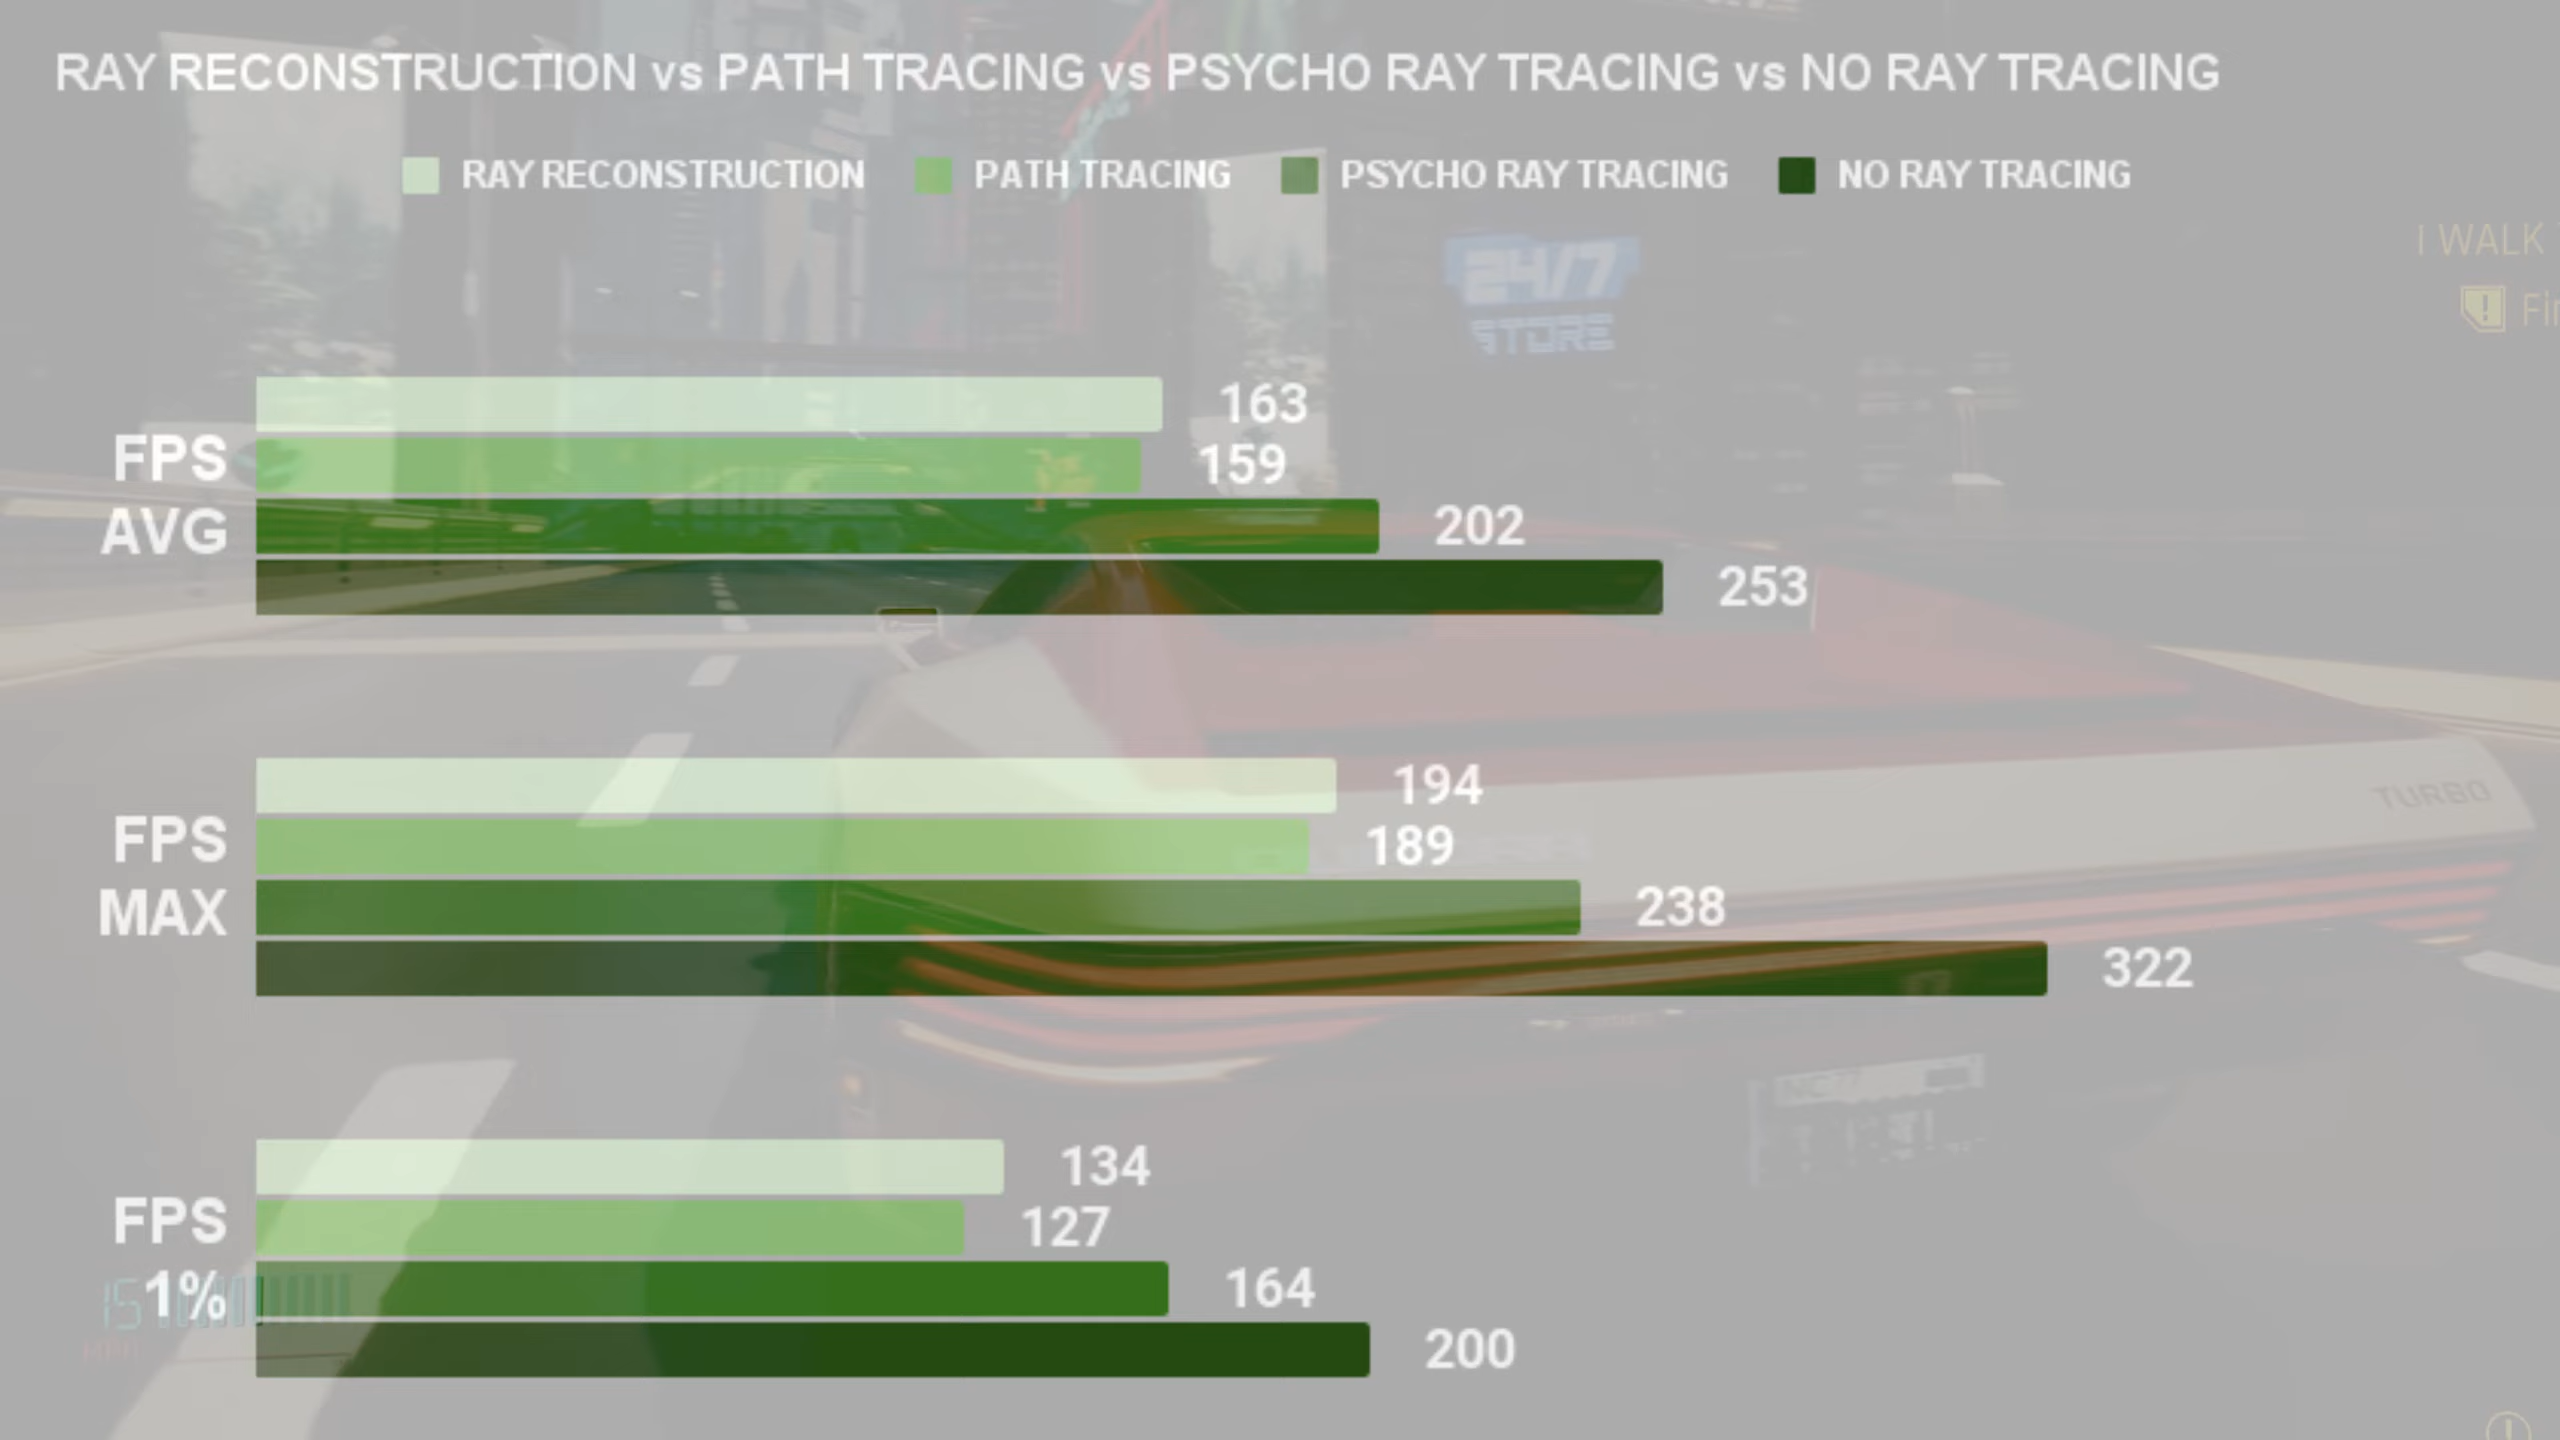 RAY RECONSTRUCTION vs PATH TRACING vs PSYCHO RAY TRACING vs NO RAY TRACING
RAY RECONSTRUCTION PATH TRACING PSYCHO RAY TRACING NO RAY TRACING
I WALK
24/7
STORE
163
FPS
159
AVG
202
253
194
TURBO
FPS
189
MAX
238
322
134
FPS
127
15
1%
164
200